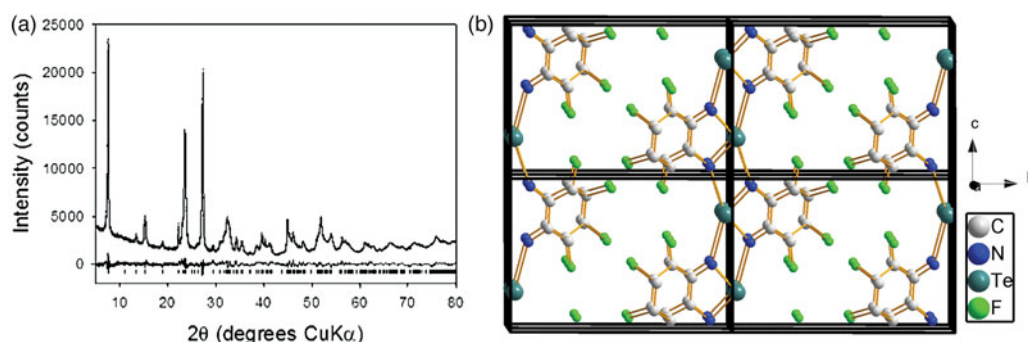 (a)
25000
20000
15000
10000
5000
0
Intensity (counts)
10 20 30 40 50 60 70 80
2θ (degrees CuKα)
(b)
c
C
N
Te
F